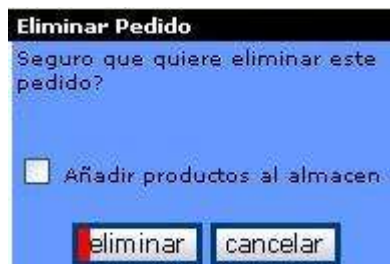 Eliminar Pedido
Seguro que quiere eliminar este
pedido?
Añadir productos al almacen
eliminar cancelar